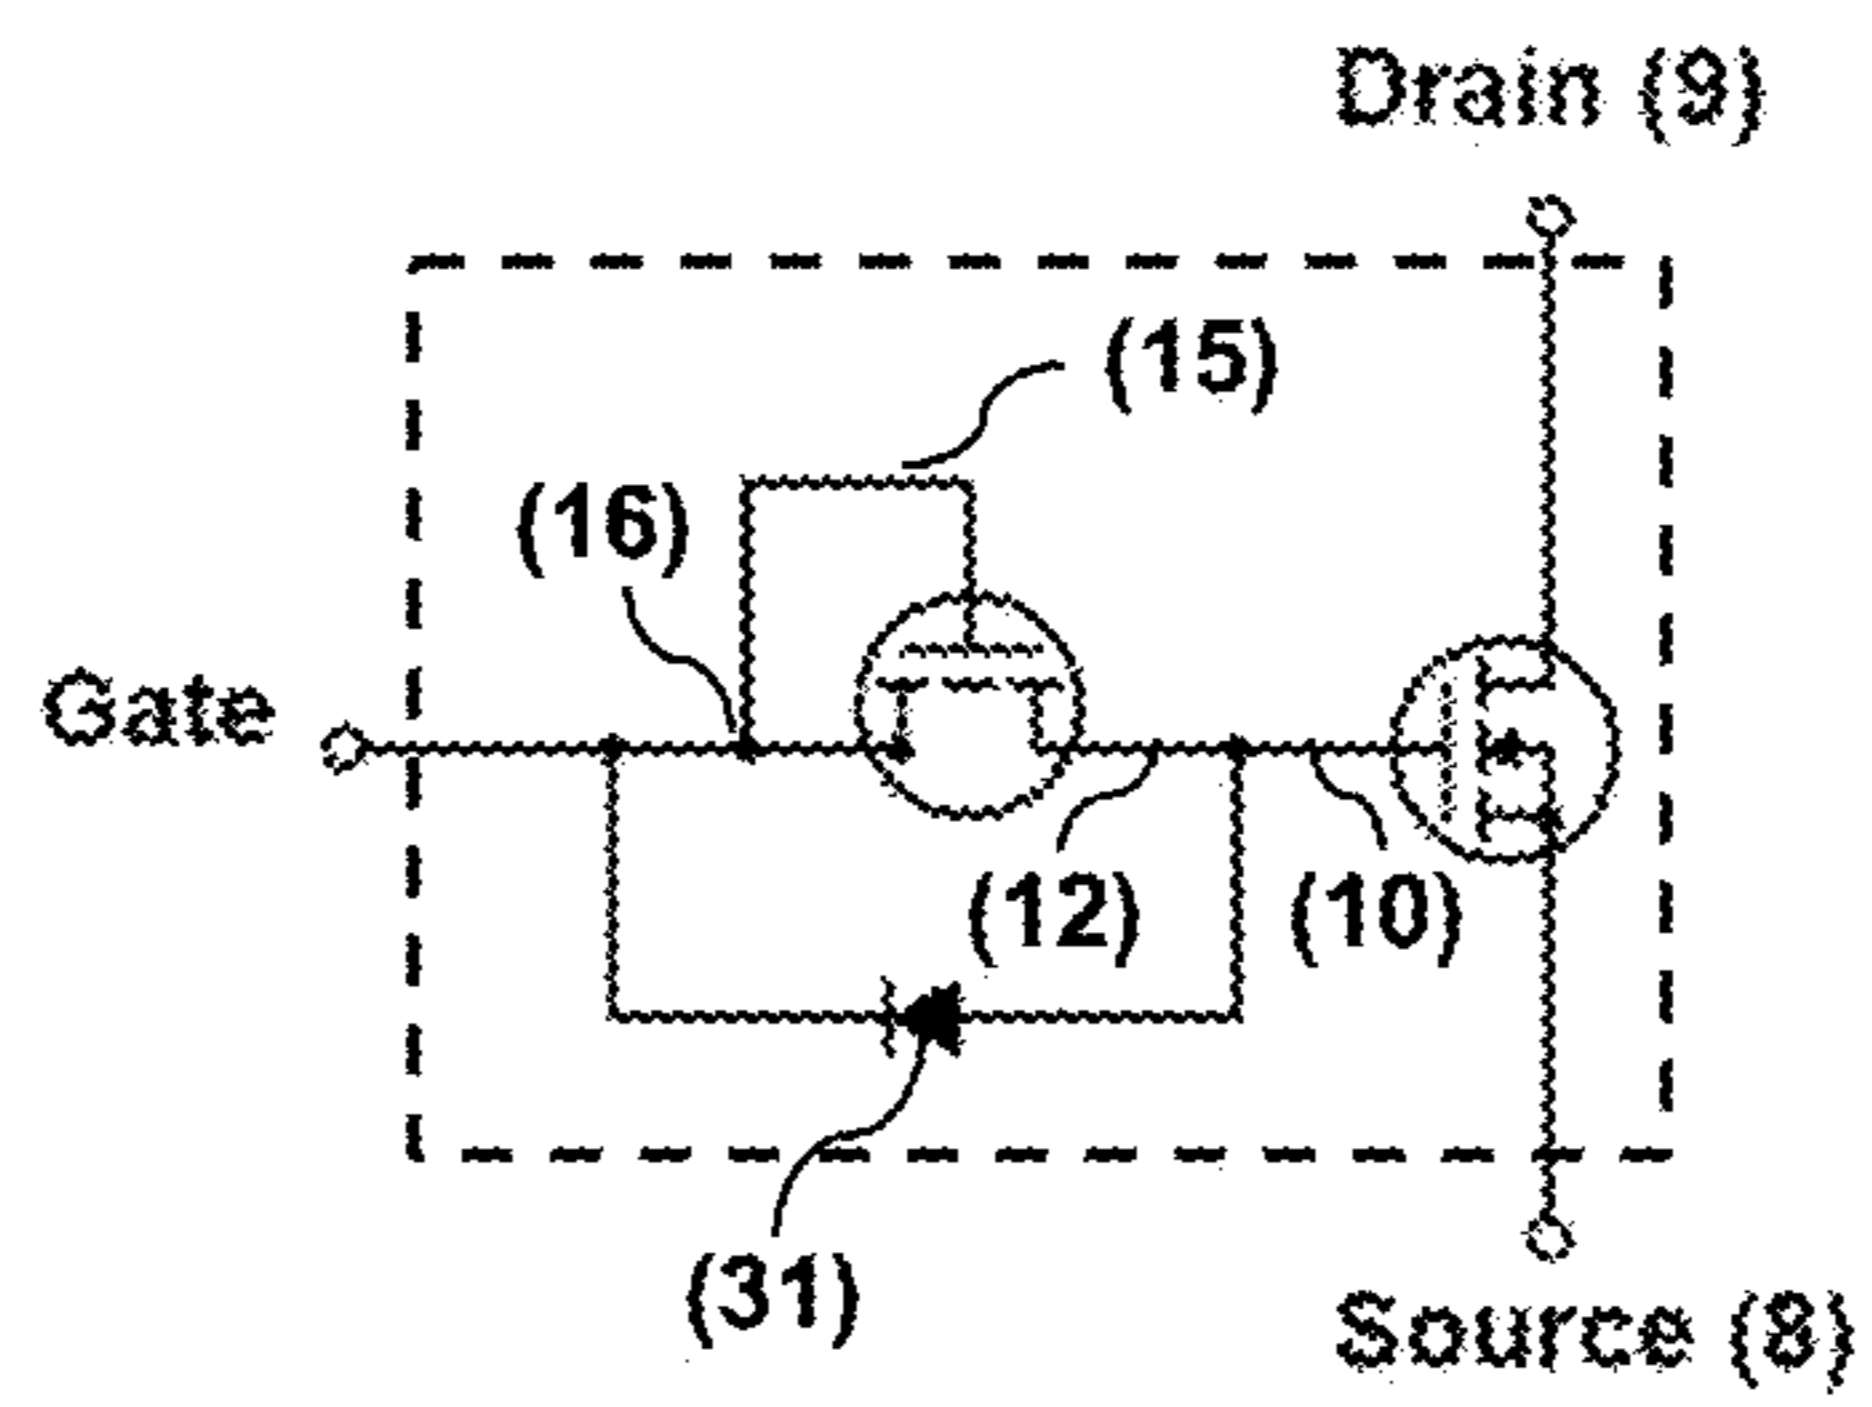 Drain (9)
(15)
(16)
Gate
(12)
(10)
(31)
Source (8)